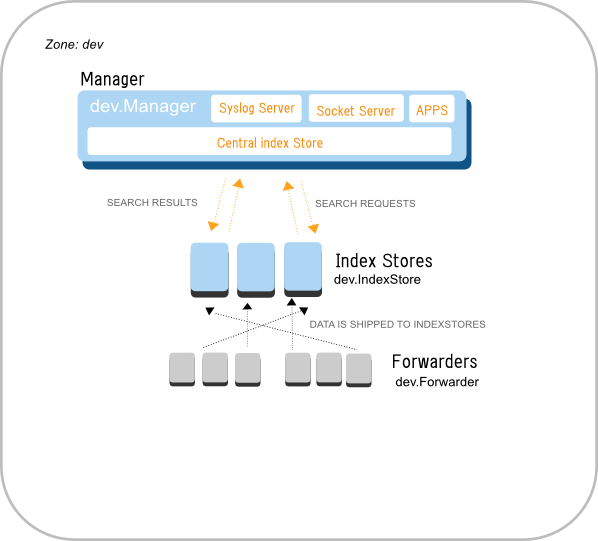 Zone: dev
Manager
dev.Manager
Syslog Server
Socket Server
APPS
Central index Store
SEARCH RESULTS
SEARCH REQUESTS
Index Stores
dev.IndexStore
DATA IS SHIPPED TO INDEXSTORES
Forwarders
dev.Forwarder